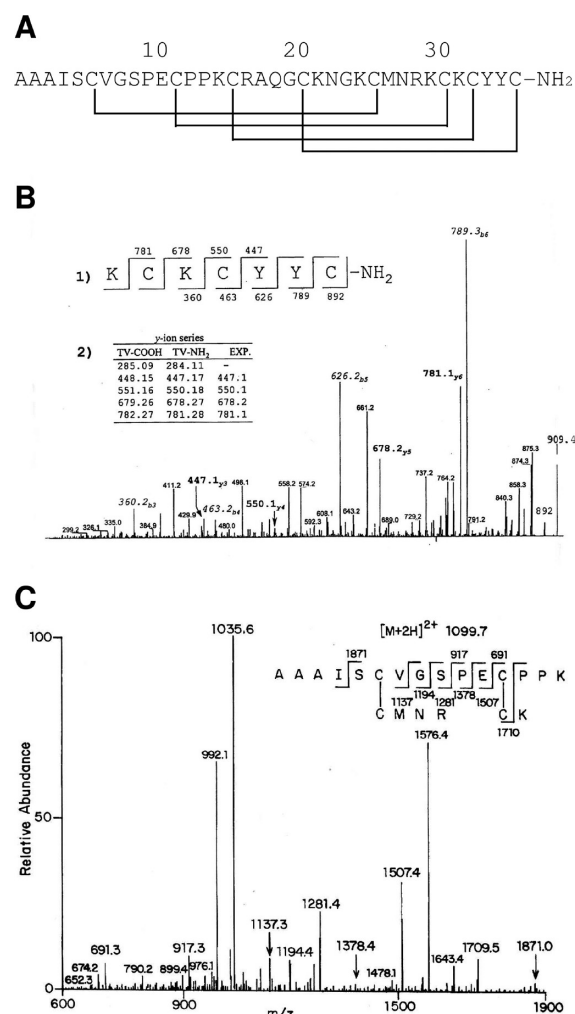 A
10 20 30
AAAISCVGSPECPPKCRAQGCKNGKCMNRKCKCYYC-NH2
B
789.3b6
781 678 550 447
1) K C K C Y Y C -NH2
360 463 626 789 892
2) y-ion series
TV-COOH TV-NH2 EXP.
285.09 284.11 -
448.15 447.17 447.1
551.16 550.18 550.1
679.26 678.27 678.2
782.27 781.28 781.1
626.2b5
781.1y6
661.2
678.2y5
909.4
447.1y3
360.2b3
411.2
463.2b4
498.1
550.1y4
558.2 574.2
737.2
764.2
875.3
874.3
858.3
840.3
892
299.2 326.1 335.0 384.9 429.9 480.0 592.3 608.1 643.2 689.0 729.2 791.2
C
1035.6
[M+2H]2+ 1099.7
100
1871 917 691
A A A I S C V G S P E C P P K
1137 1194 1281 1378 1507
C M N R C K
1710
992.1
1576.4
Relative Abundance
50
1507.4
1281.4
1137.3
691.3
917.3
1194.4
1378.4
1709.5
1871.0
674.2
652.3
790.2
899.4
976.1
1478.1
1643.4
0
600 900 1500 1900
m/z